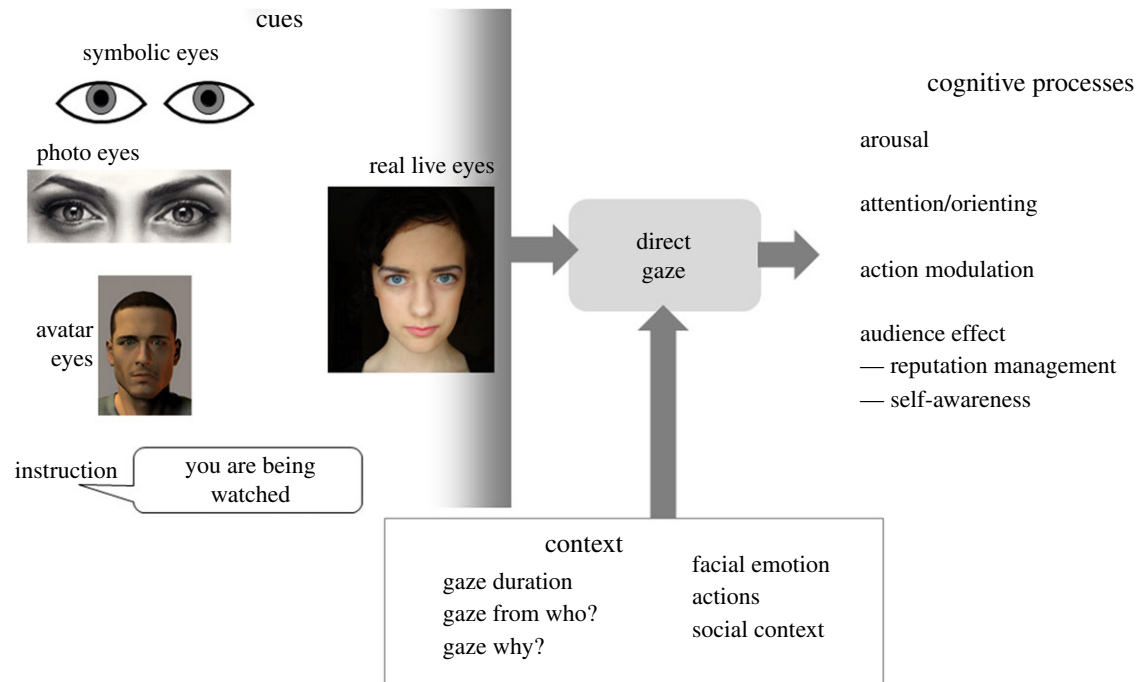 cues
symbolic eyes
photo eyes
real live eyes
avatar
eyes
instruction
you are being
watched
direct
gaze
cognitive processes
arousal
attention/orienting
action modulation
audience effect
— reputation management
— self-awareness
context
gaze duration
gaze from who?
gaze why?
facial emotion
actions
social context